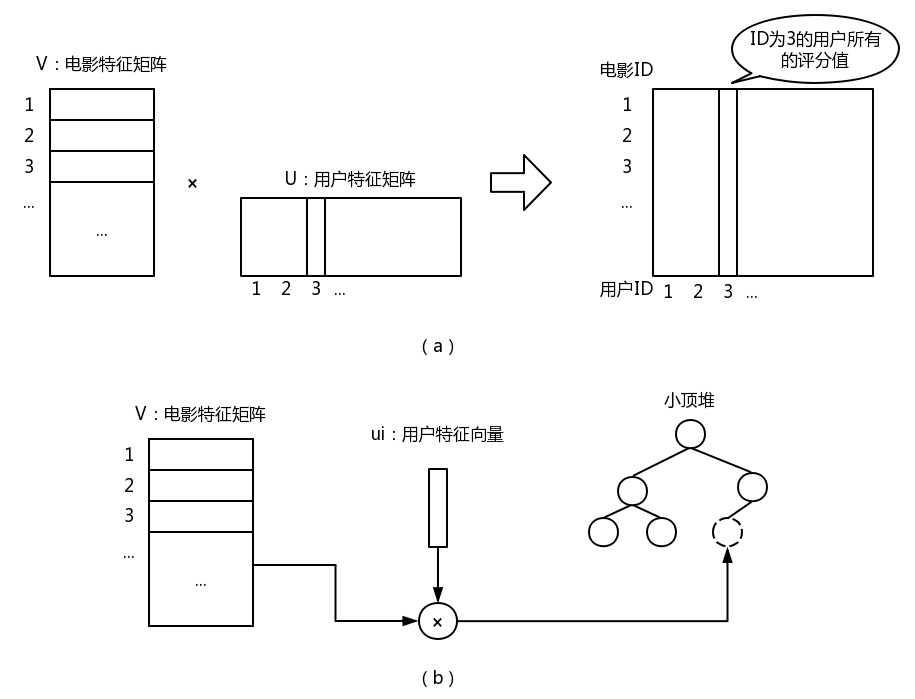 ID为3的用户所有
的评分值
V：电影特征矩阵
电影ID
1
2
3
...
...
×
U：用户特征矩阵
1 2 3 ...
1
2
3
...
用户ID 1 2 3 ...
（a）
V：电影特征矩阵
1
2
3
...
...
ui：用户特征向量
小顶堆
×
（b）